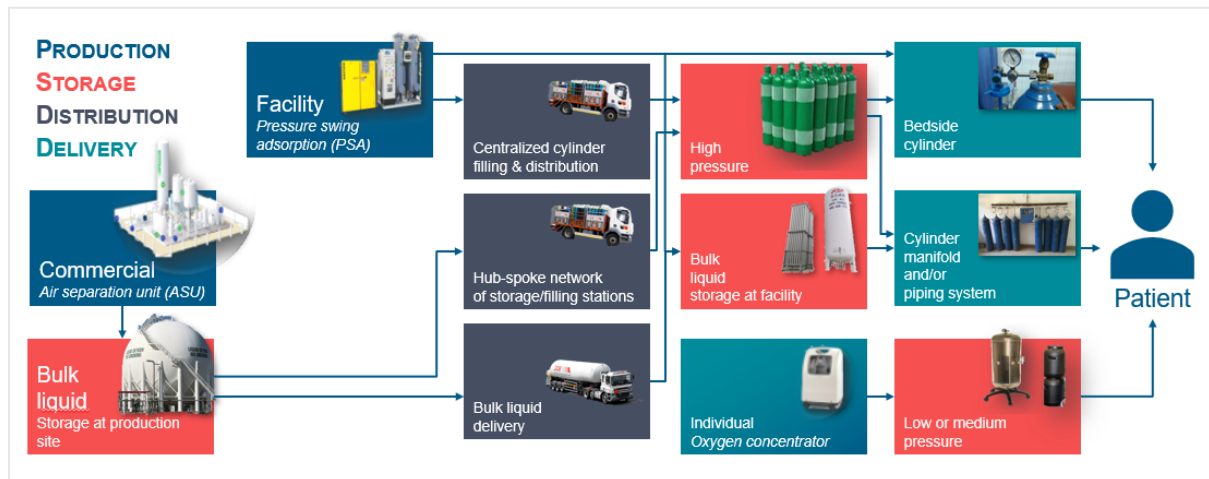 PRODUCTION
STORAGE
DISTRIBUTION
DELIVERY
Facility
Pressure swing
adsorption (PSA)
Commercial
Air separation unit (ASU)
Bulk
liquid
Storage at production
site
Centralized cylinder
filling & distribution
Hub-spoke network
of storage/filling stations
Bulk liquid
delivery
High
pressure
Bulk
liquid
storage at facility
Individual
Oxygen concentrator
Bedside
cylinder
Cylinder
manifold
and/or
piping system
Low or medium
pressure
Patient